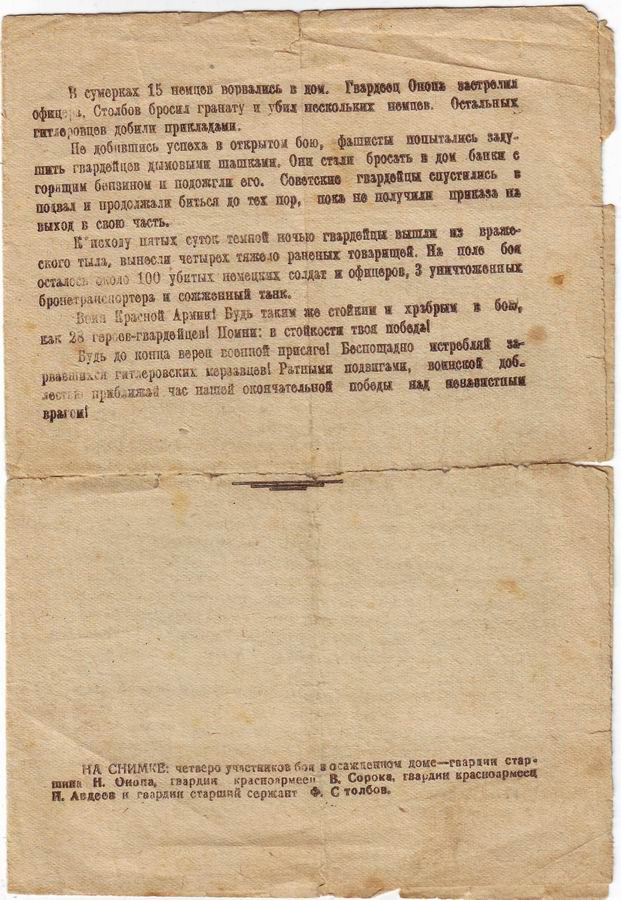 В сумерках 15 немцев ворвались в дом. Гвардеец Онопа застрелил
офицера. Столбов бросил гранату и убил нескольких немцев. Остальных
гитлеровцев добили прикладами.
Не добившись успеха в открытом бою, фашисты попытались заду-
шить гвардейцев дымовыми шашками. Они стали бросать в дом банки с
горящим бензином и подожгли его. Советские гвардейцы спустились в
подвал и продолжали биться до тех пор, пока не получили приказа на
выход в свою часть.
К исходу пятых суток темной ночью гвардейцы вышли из враже-
ского тыла, вынесли четырех тяжело раненых товарищей. На поле боя
осталось около 100 убитых немецких солдат и офицеров, 3 уничтоженных
бронетранспортера и сожженный танк.
Воин Красной Армии! Будь таким же стойким и храбрым в бою,
как 28 героев-гвардейцев! Помни: в стойкости твоя победа!
Будь до конца верен военной присяге! Беспощадно истребляй за-
рвавшихся гитлеровских мерзавцев! Ратными подвигами, воинской доб-
лестью приближай час нашей окончательной победы над ненавистным
врагом!
НА СНИМКЕ: четверо участников боя в осажденном доме—гвардии стар-
шина Н. Онопа, гвардии красноармеец В. Сорока, гвардии красноармеец
И. Авдеев и гвардии старший сержант Ф. Столбов.